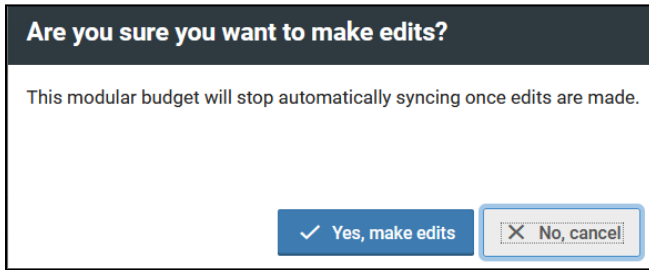 Are you sure you want to make edits?
This modular budget will stop automatically syncing once edits are made.
Yes, make edits
No, cancel